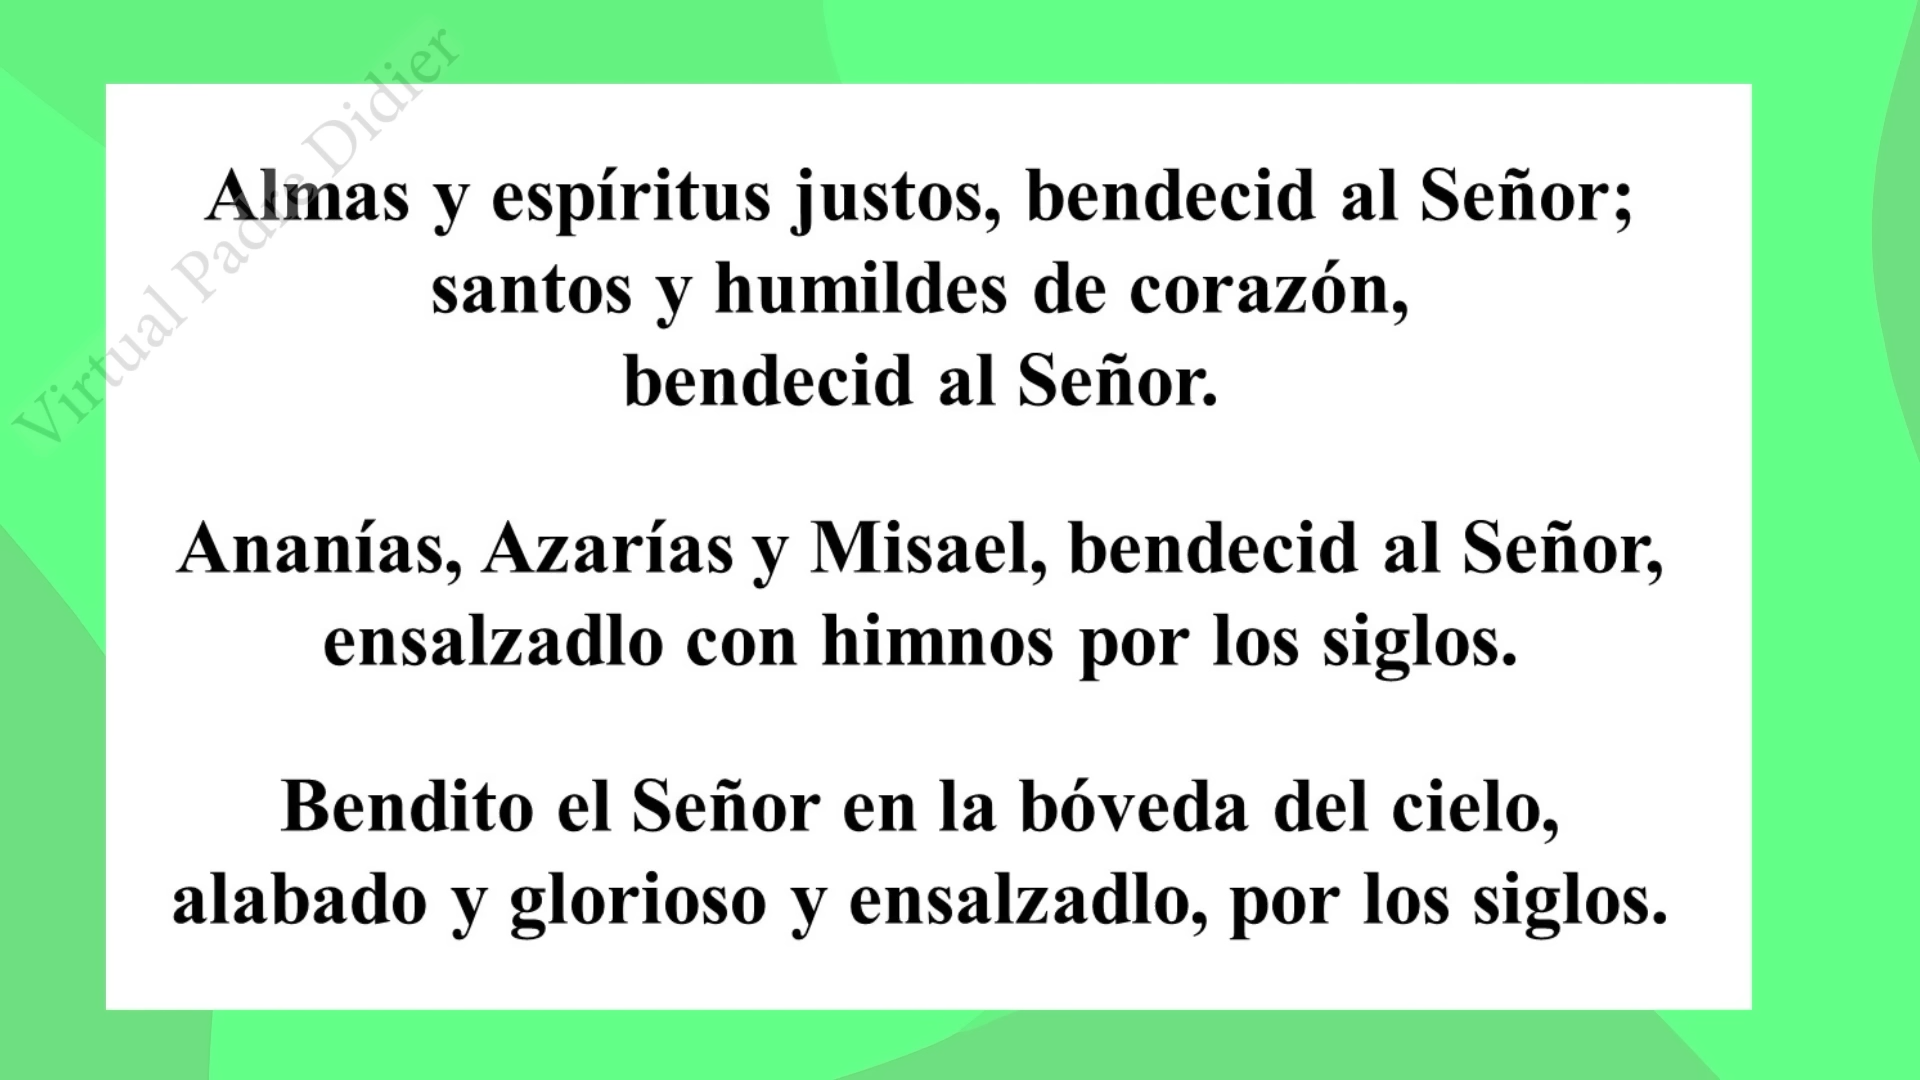 Virtual Padre Didier
Almas y espíritus justos, bendecid al Señor;
santos y humildes de corazón,
bendecid al Señor.
Ananías, Azarías y Misael, bendecid al Señor,
ensalzadlo con himnos por los siglos.
Bendito el Señor en la bóveda del cielo,
alabado y glorioso y ensalzadlo, por los siglos.